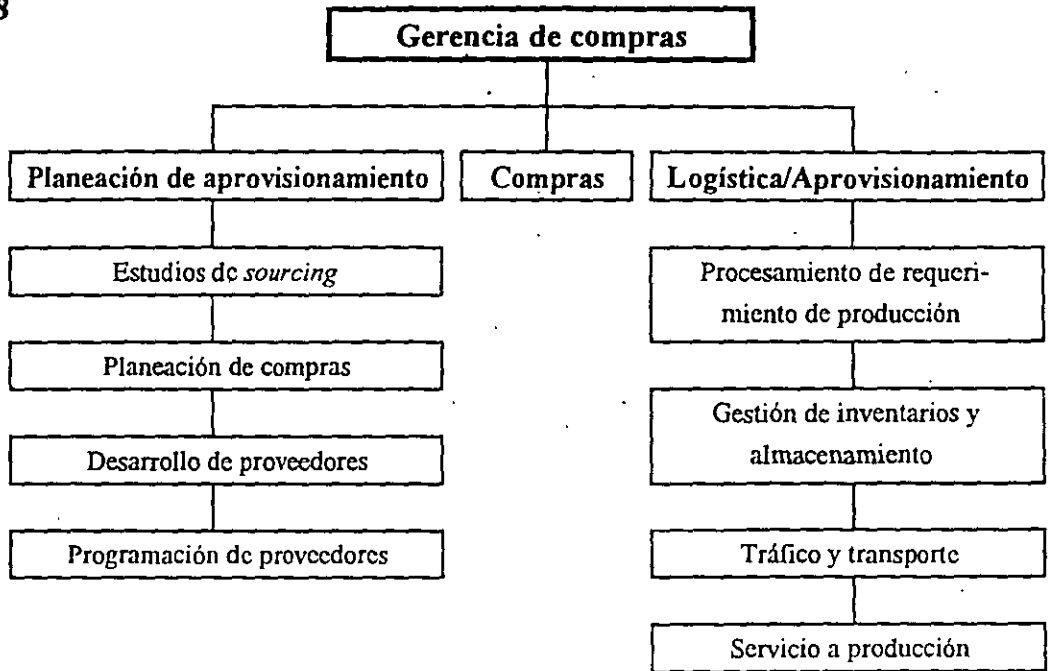 8
Gerencia de compras
Planeación de aprovisionamiento
Compras
Logística/Aprovisionamiento
Estudios de sourcing
Planeación de compras
Desarrollo de proveedores
Programación de proveedores
Procesamiento de requeri-
miento de producción
Gestión de inventarios y
almacenamiento
Tráfico y transporte
Servicio a producción